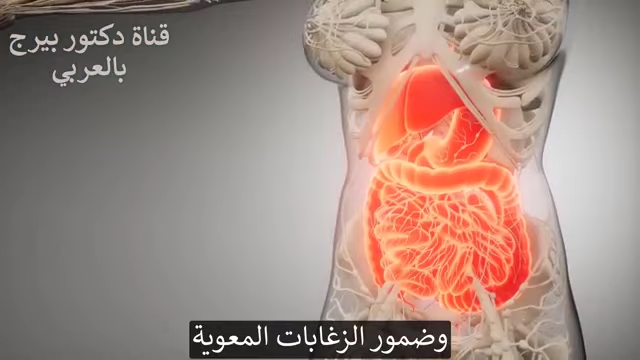 قناة دكتور بيرج
بالعربي
وضمور الزغابات المعوية